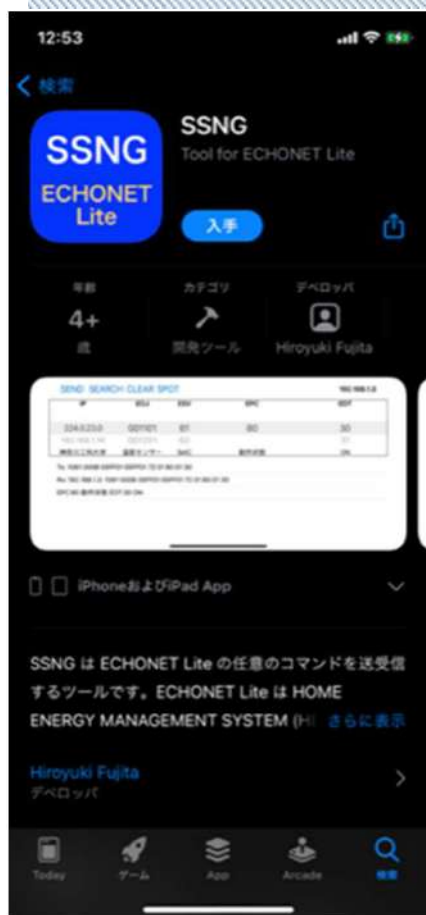 12:53
検索
SSNG
ECHONET
Lite
SSNG
Tool for ECHONET Lite
入手
年齢
4+
歳
カテゴリ
開発ツール
デベロッパ
Hiroyuki Fujita
SEND SEARCH CLEAR SPOT
IP
EDT
iPhoneおよびiPad App
SSNG は ECHONET Lite の任意のコマンドを送受信
するツールです。ECHONET Lite は HOME
ENERGY MANAGEMENT SYSTEM (H さらに表示
Hiroyuki Fujita
デベロッパ
Today
ゲーム
App
Arcade
検索